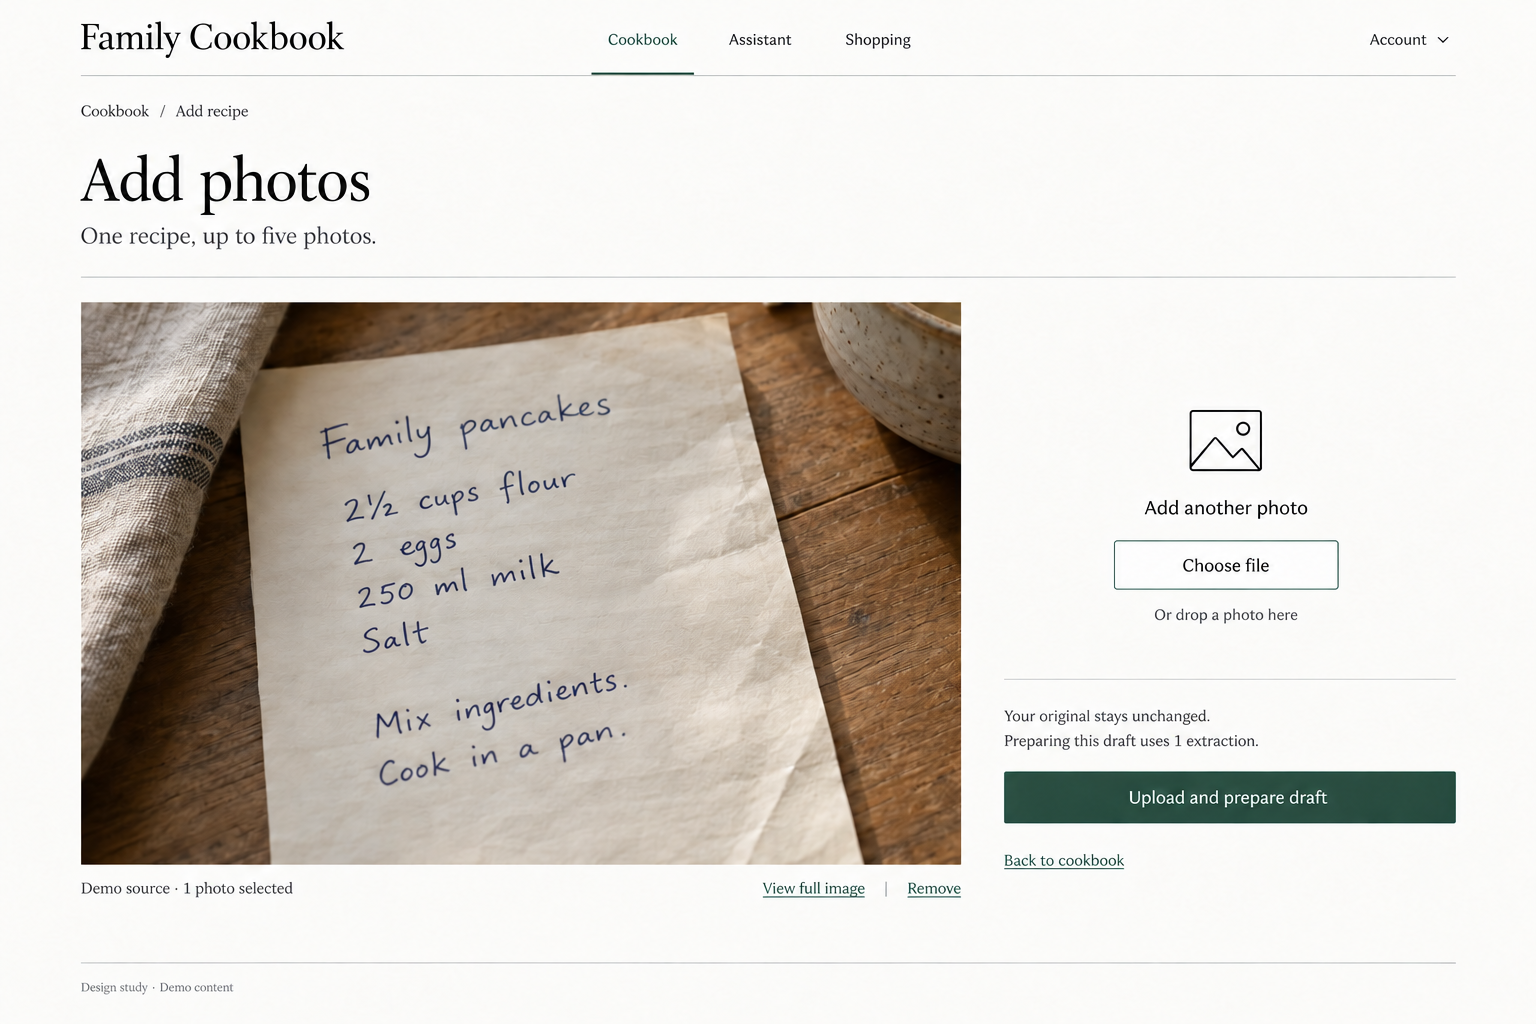 Family Cookbook
Cookbook
Assistant
Shopping
Account
Cookbook / Add recipe
Add photos
One recipe, up to five photos.
Family pancakes
2½ cups flour
2 eggs
250 ml milk
Salt
Mix ingredients.
Cook in a pan.
Demo source · 1 photo selected
View full image | Remove
Add another photo
Choose file
Or drop a photo here
Your original stays unchanged.
Preparing this draft uses 1 extraction.
Upload and prepare draft
Back to cookbook
Design study · Demo content